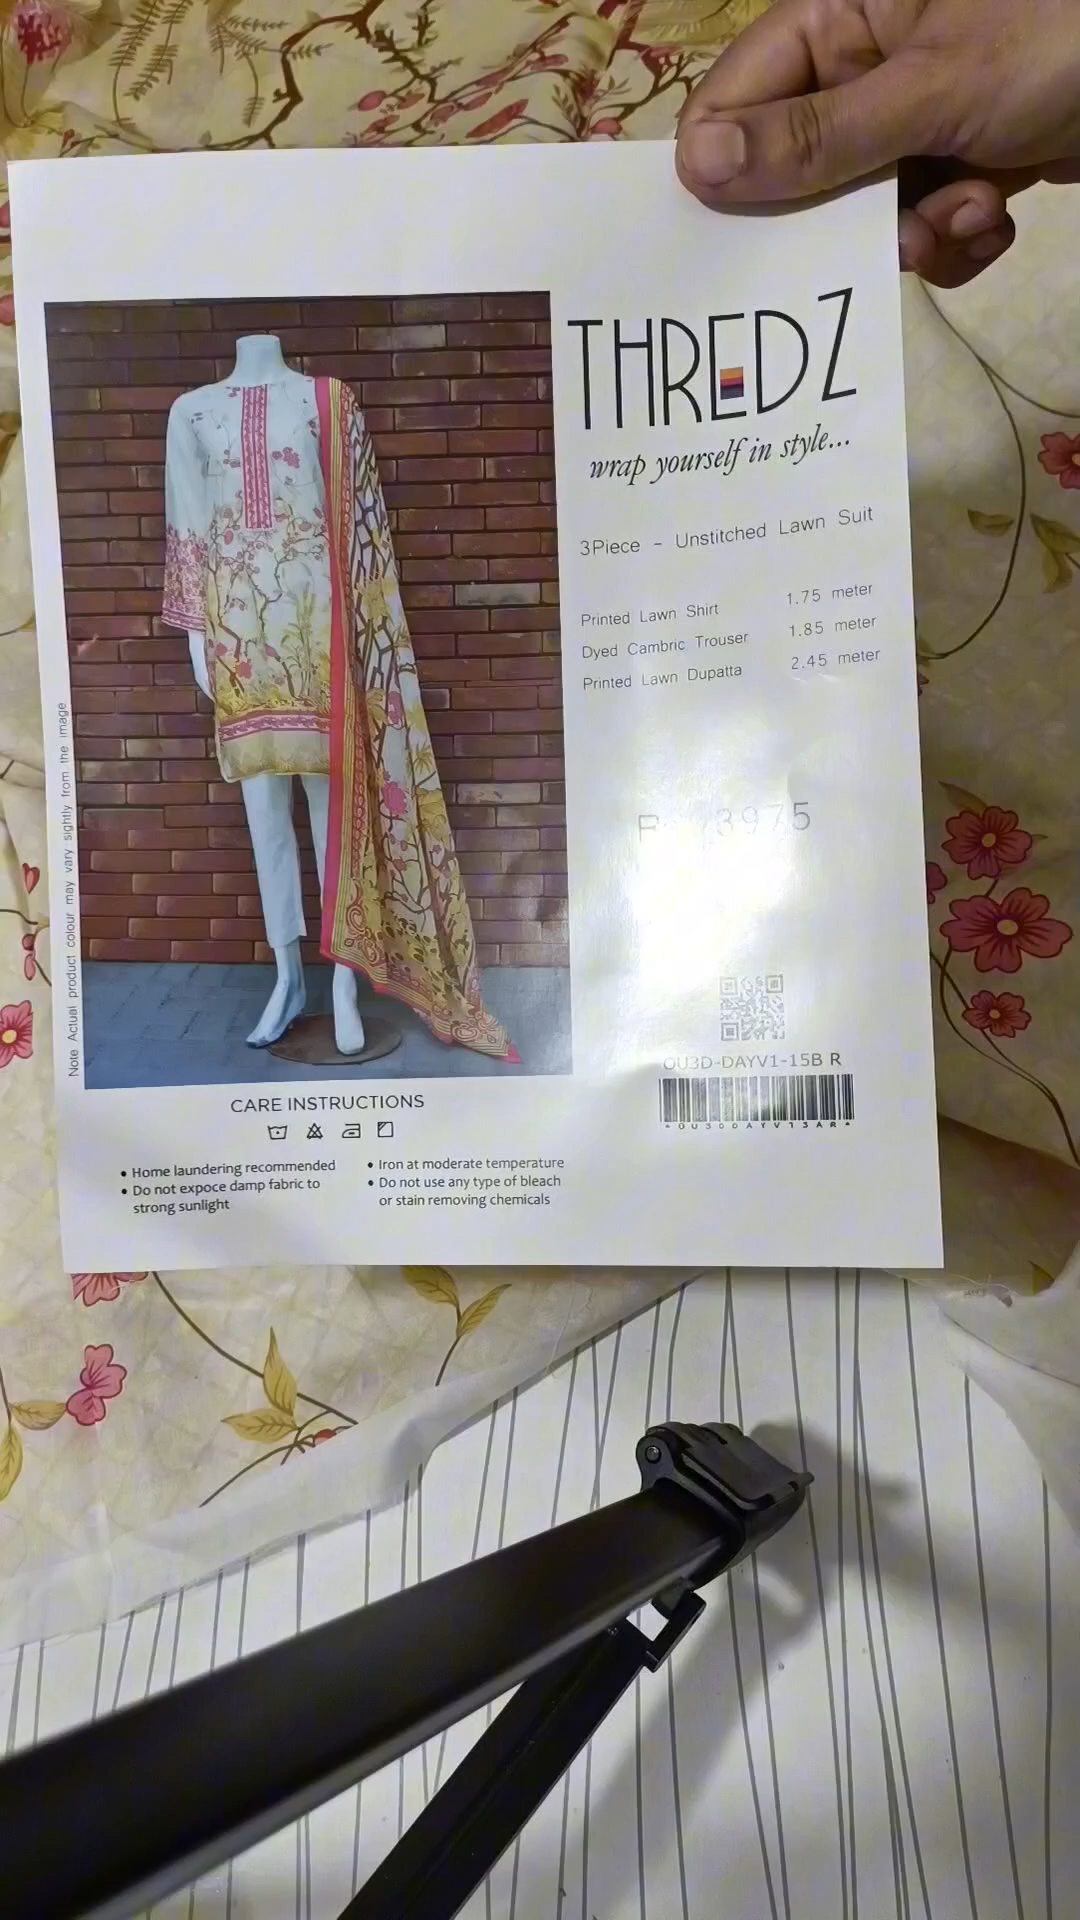 THREDZ
wrap yourself in style...
3Piece - Unstitched Lawn Suit
Printed Lawn Shirt 1.75 meter
Dyed Cambric Trouser 1.85 meter
Printed Lawn Dupatta 2.45 meter
3975
OU3D-DAYV1-15B R
Note Actual product colour may vary sightly from the image
CARE INSTRUCTIONS
• Home laundering recommended
• Do not expoce damp fabric to
strong sunlight
• Iron at moderate temperature
• Do not use any type of bleach
or stain removing chemicals